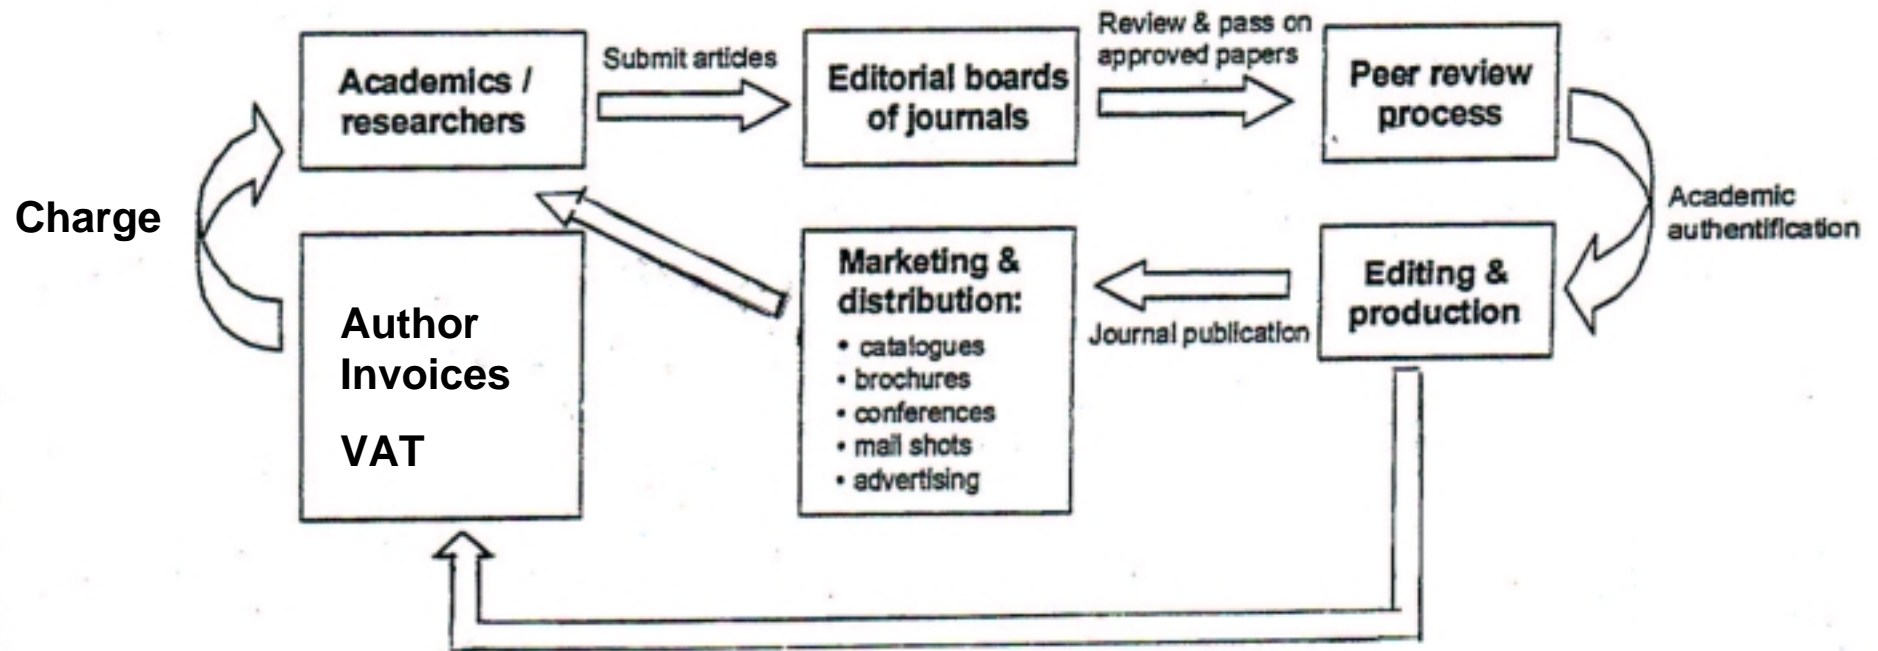 Academics /
researchers
Submit articles
Editorial boards
of journals
Review & pass on
approved papers
Peer review
process
Academic
authentification
Editing &
production
Journal publication
Marketing &
distribution:
• catalogues
• brochures
• conferences
• mail shots
• advertising
Author
Invoices
VAT
Charge